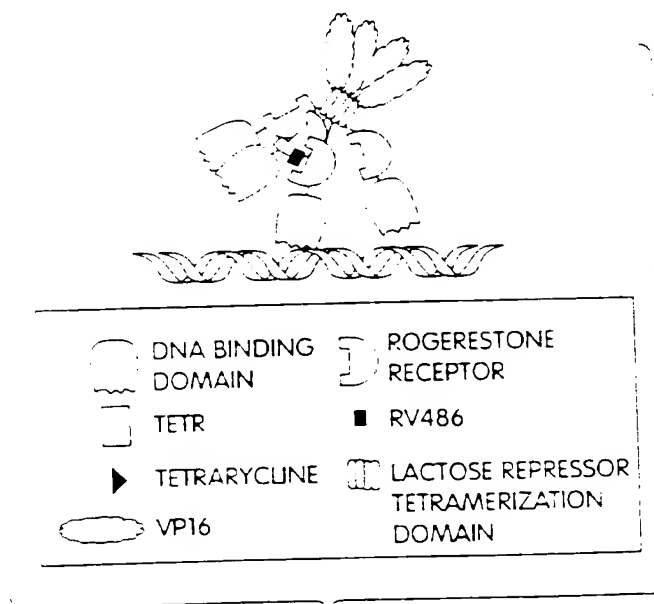 DNA BINDING
DOMAIN
ROGERESTONE
RECEPTOR
TETR
RV486
TETRARYCLINE
LACTOSE REPRESSOR
TETRAMERIZATION
DOMAIN
VP16